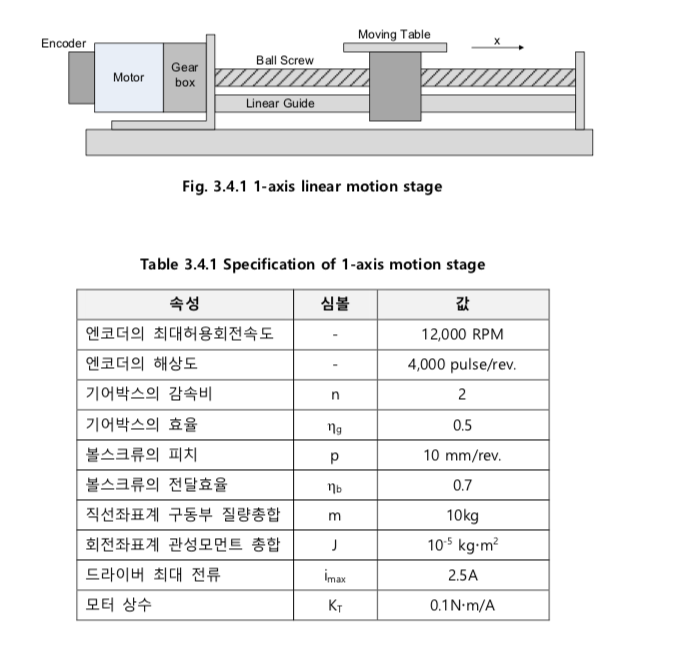 Encoder
Motor
Gear
box
Ball Screw
Linear Guide
Moving Table
x
Fig. 3.4.1 1-axis linear motion stage
Table 3.4.1 Specification of 1-axis motion stage
속성 심볼 값
엔코더의 최대허용회전속도 - 12,000 RPM
엔코더의 해상도 - 4,000 pulse/rev.
기어박스의 감속비 n 2
기어박스의 효율 ηg 0.5
볼스크류의 피치 p 10 mm/rev.
볼스크류의 전달효율 ηb 0.7
직선좌표계 구동부 질량총합 m 10kg
회전좌표계 관성모먼트 총합 J 10⁻⁵ kg·m²
드라이버 최대 전류 imax 2.5A
모터 상수 KT 0.1N·m/A